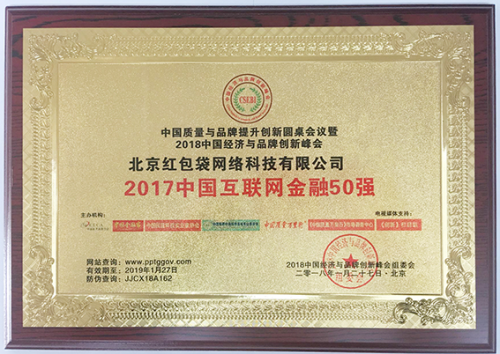 CSEBI
中国质量与品牌提升创新圆桌会议暨
2018中国经济与品牌创新峰会
北京红包袋网络科技有限公司
2017中国互联网金融50强
主办机构:
电视媒体支持:
网站查询:www.pptggov.com
有效期至:2019年1月27日
防伪查询:JJCX18A162
2018中国经济与品牌创新峰会组委会
二零一八年一月二十七日·北京